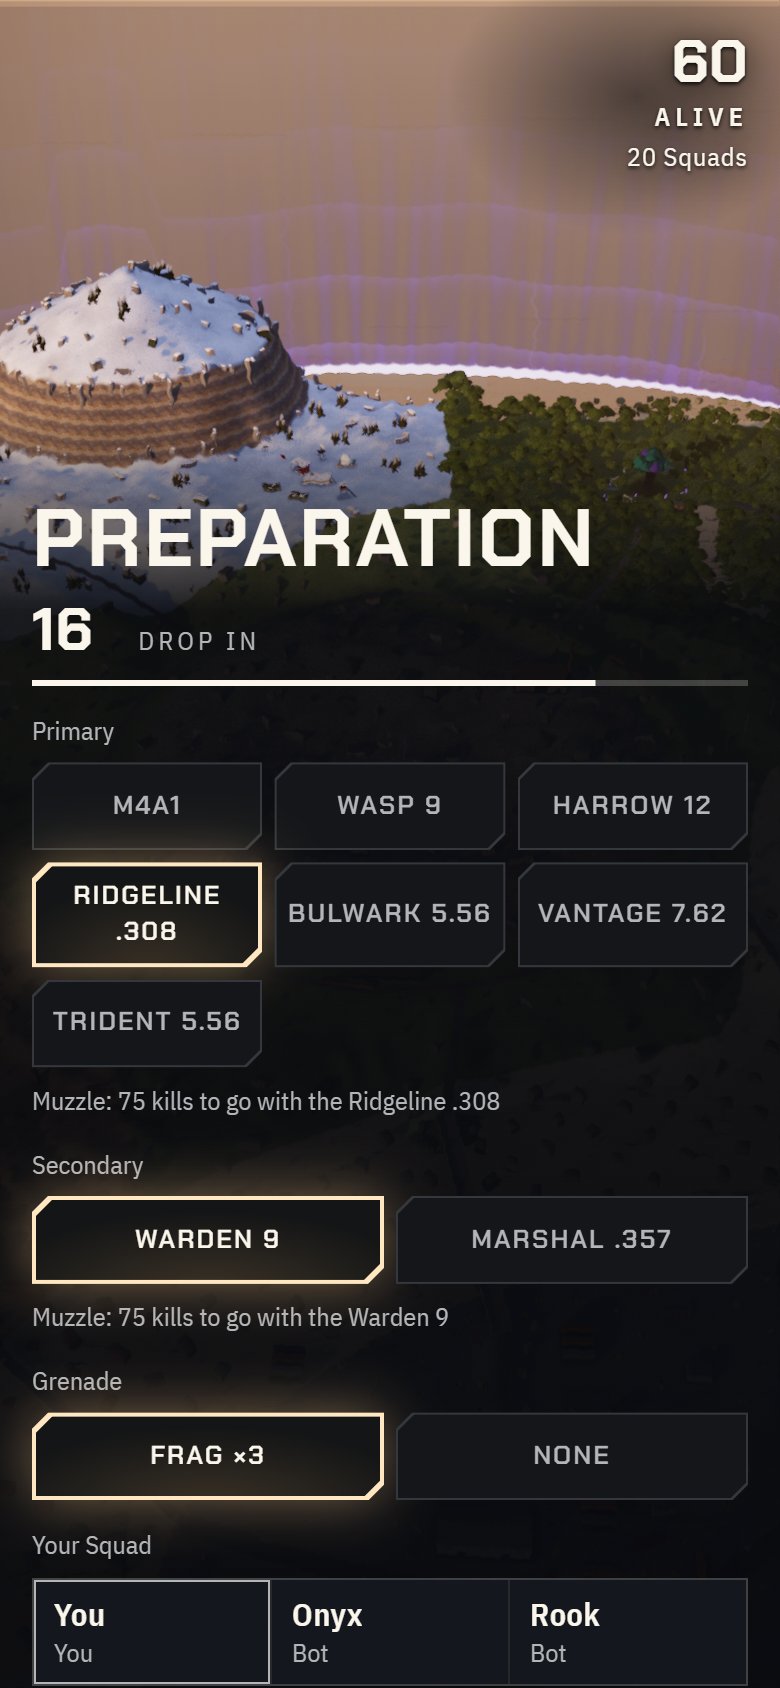 60
ALIVE
20 Squads
PREPARATION
16 DROP IN
Primary
M4A1 WASP 9 HARROW 12
RIDGELINE .308 BULWARK 5.56 VANTAGE 7.62
TRIDENT 5.56
Muzzle: 75 kills to go with the Ridgeline .308
Secondary
WARDEN 9 MARSHAL .357
Muzzle: 75 kills to go with the Warden 9
Grenade
FRAG ×3 NONE
Your Squad
You Onyx Rook
You Bot Bot